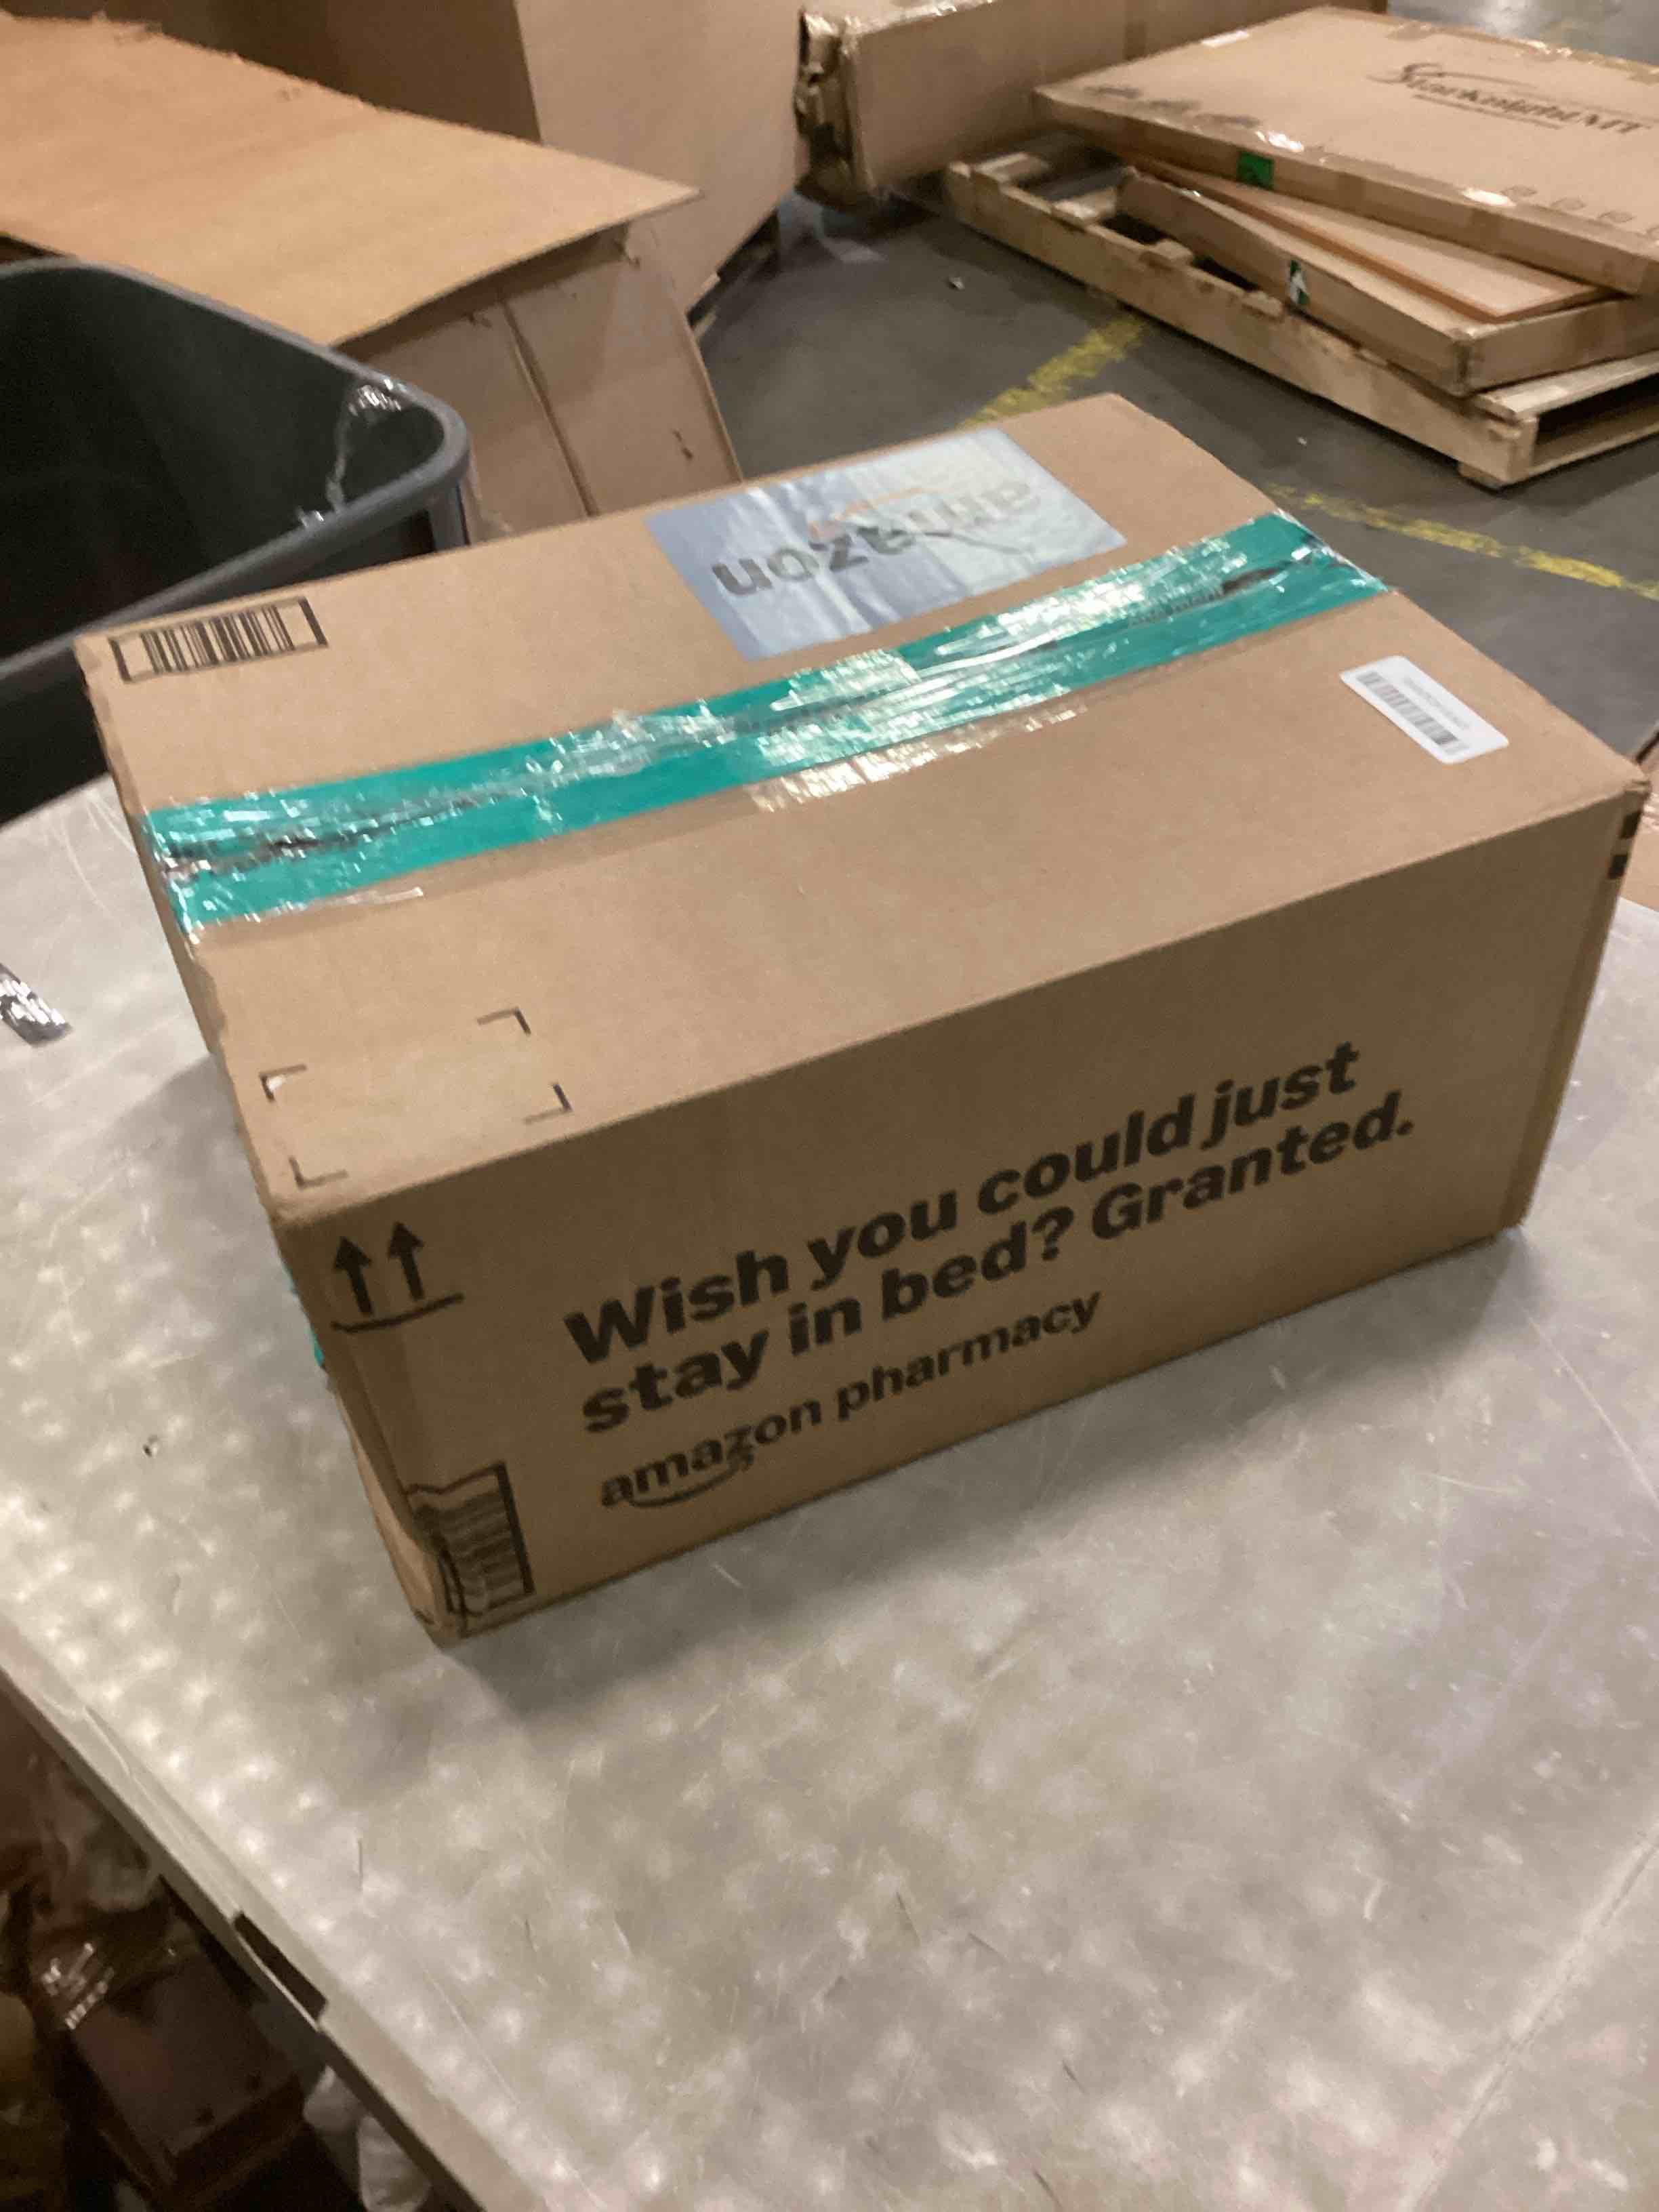 amazon
Wish you could just
stay in bed? Granted.
amazon pharmacy